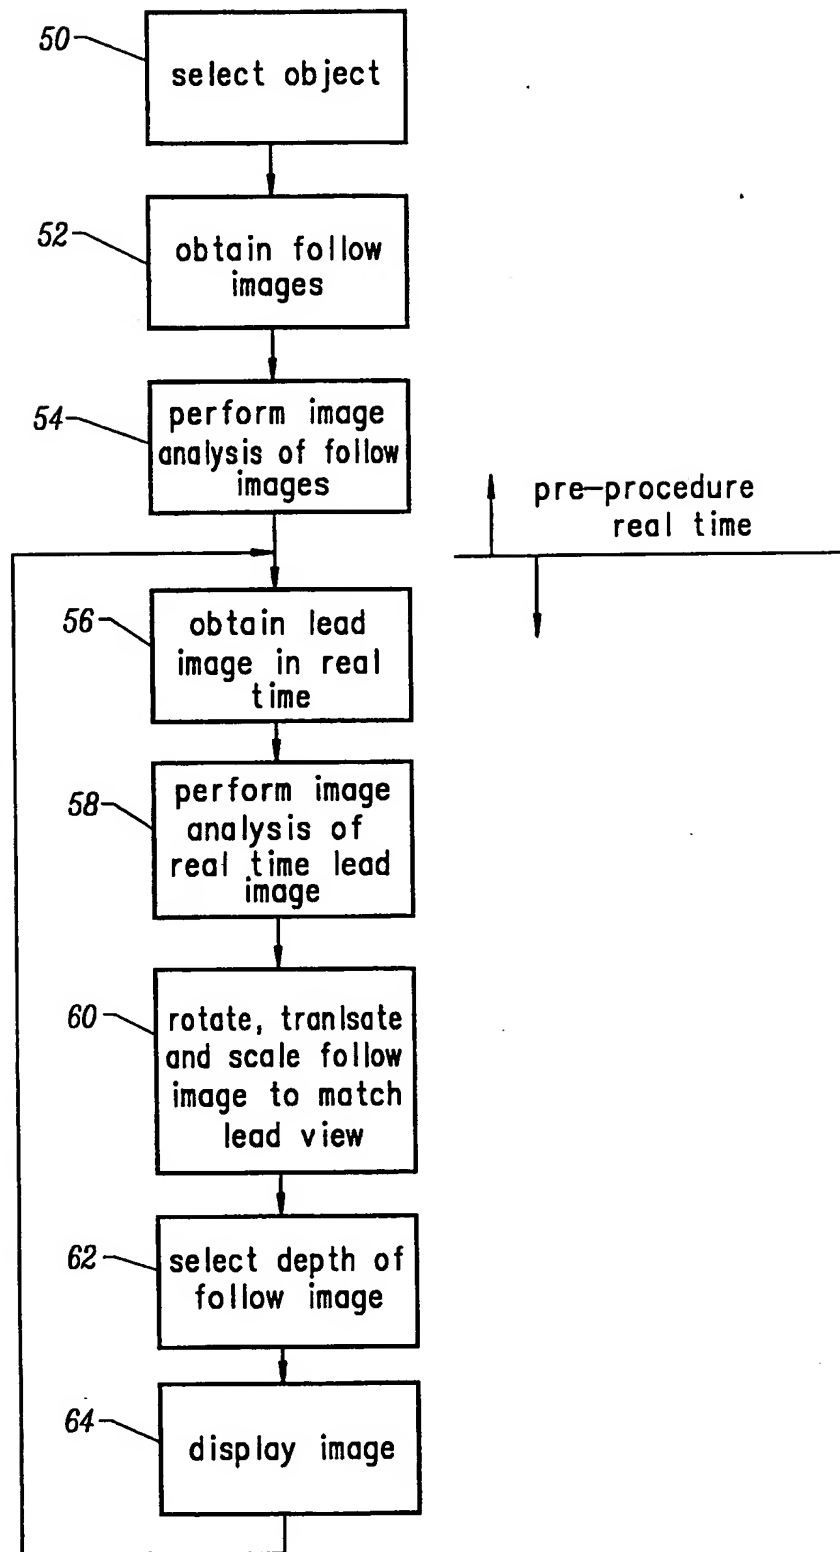 50
select object
52
obtain follow
images
54
perform image
analysis of follow
images
pre-procedure
real time
56
obtain lead
image in real
time
58
perform image
analysis of
real time lead
image
60
rotate, tranlsate
and scale follow
image to match
lead view
62
select depth of
follow image
64
display image